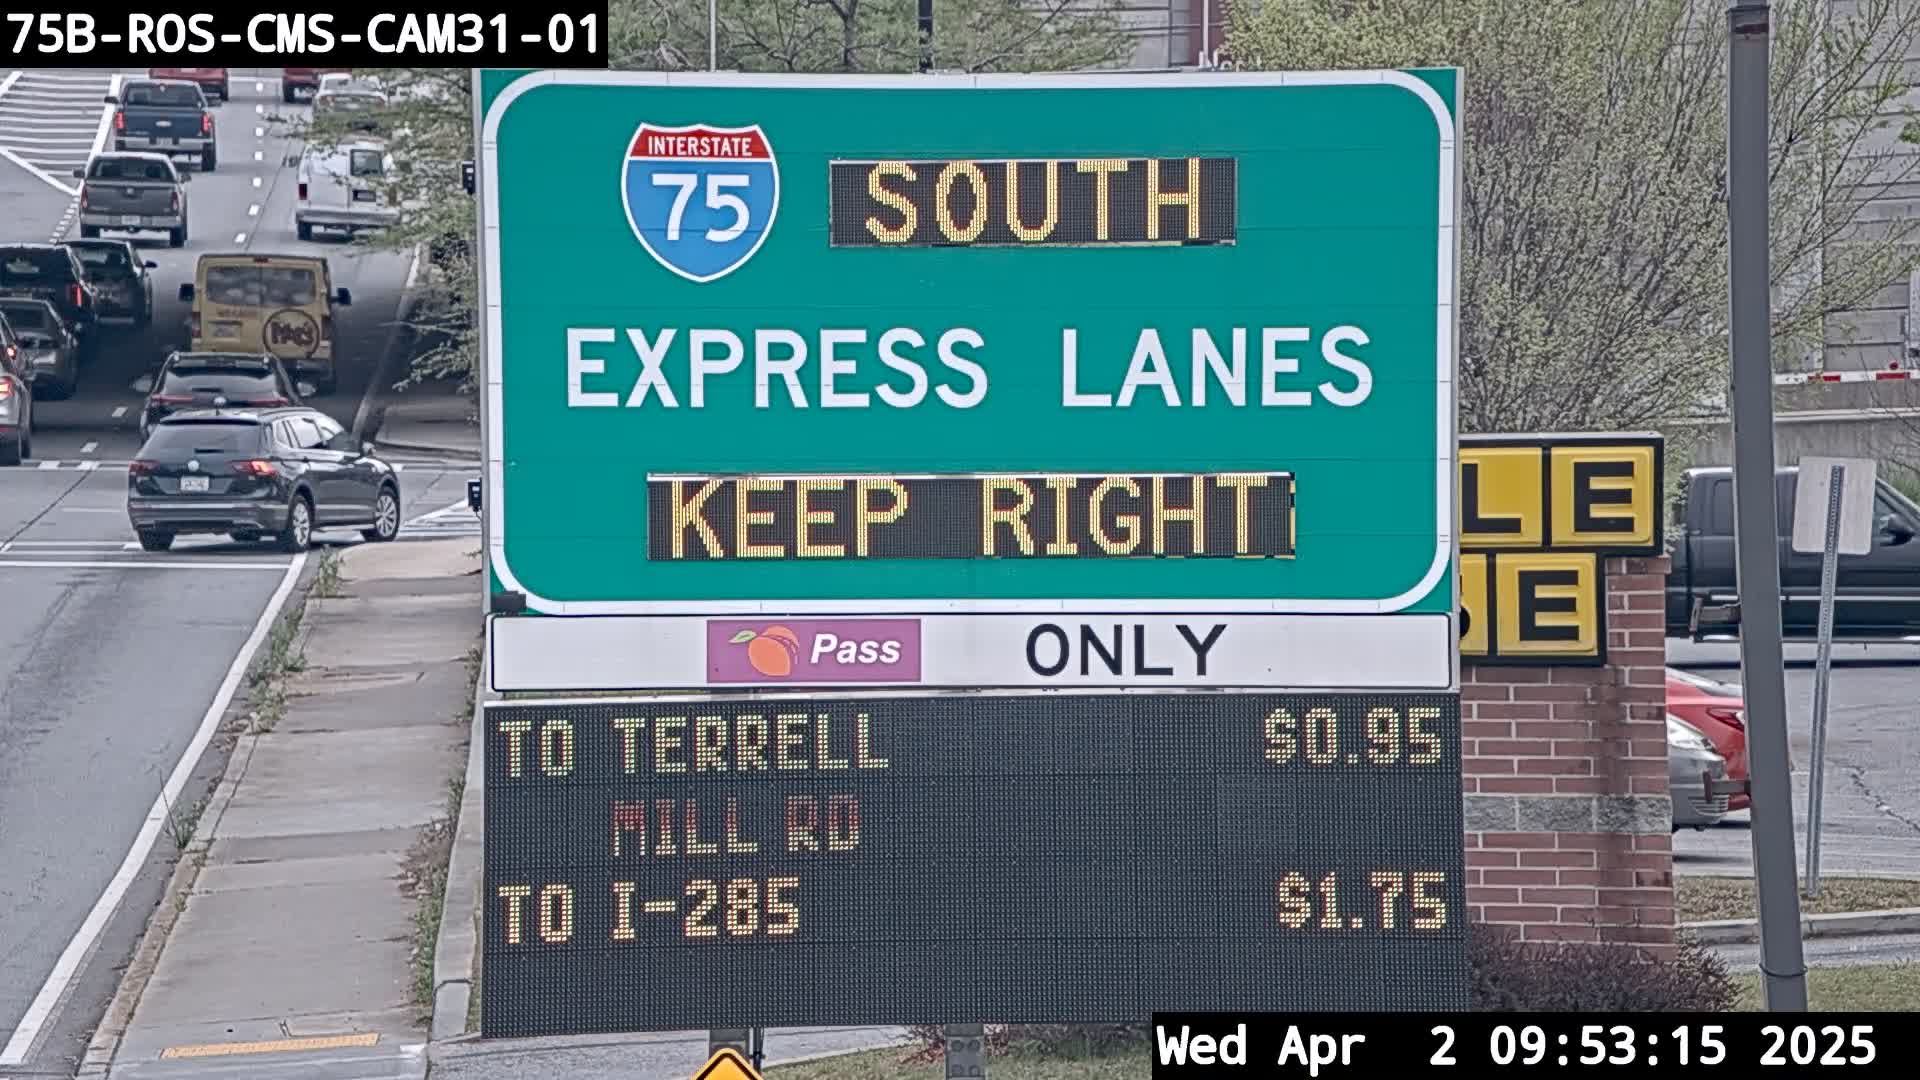 75B-ROS-CMS-CAM31-01
INTERSTATE
75
SOUTH
EXPRESS LANES
KEEP RIGHT
Pass ONLY
TO TERRELL $0.95
MILL RD
TO I-285 $1.75
LE
E
Wed Apr 2 09:53:15 2025